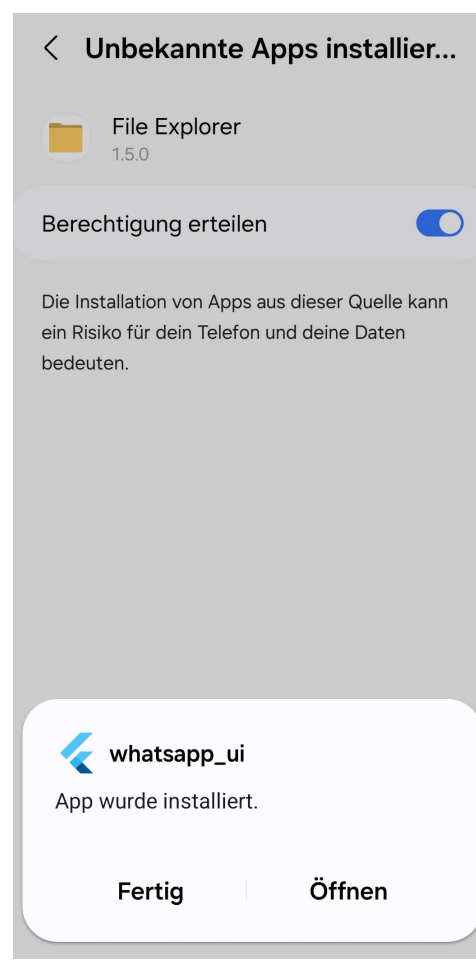 Unbekannte Apps installier...
File Explorer
1.5.0
Berechtigung erteilen
Die Installation von Apps aus dieser Quelle kann
ein Risiko für dein Telefon und deine Daten
bedeuten.
whatsapp_ui
App wurde installiert.
Fertig
Öffnen